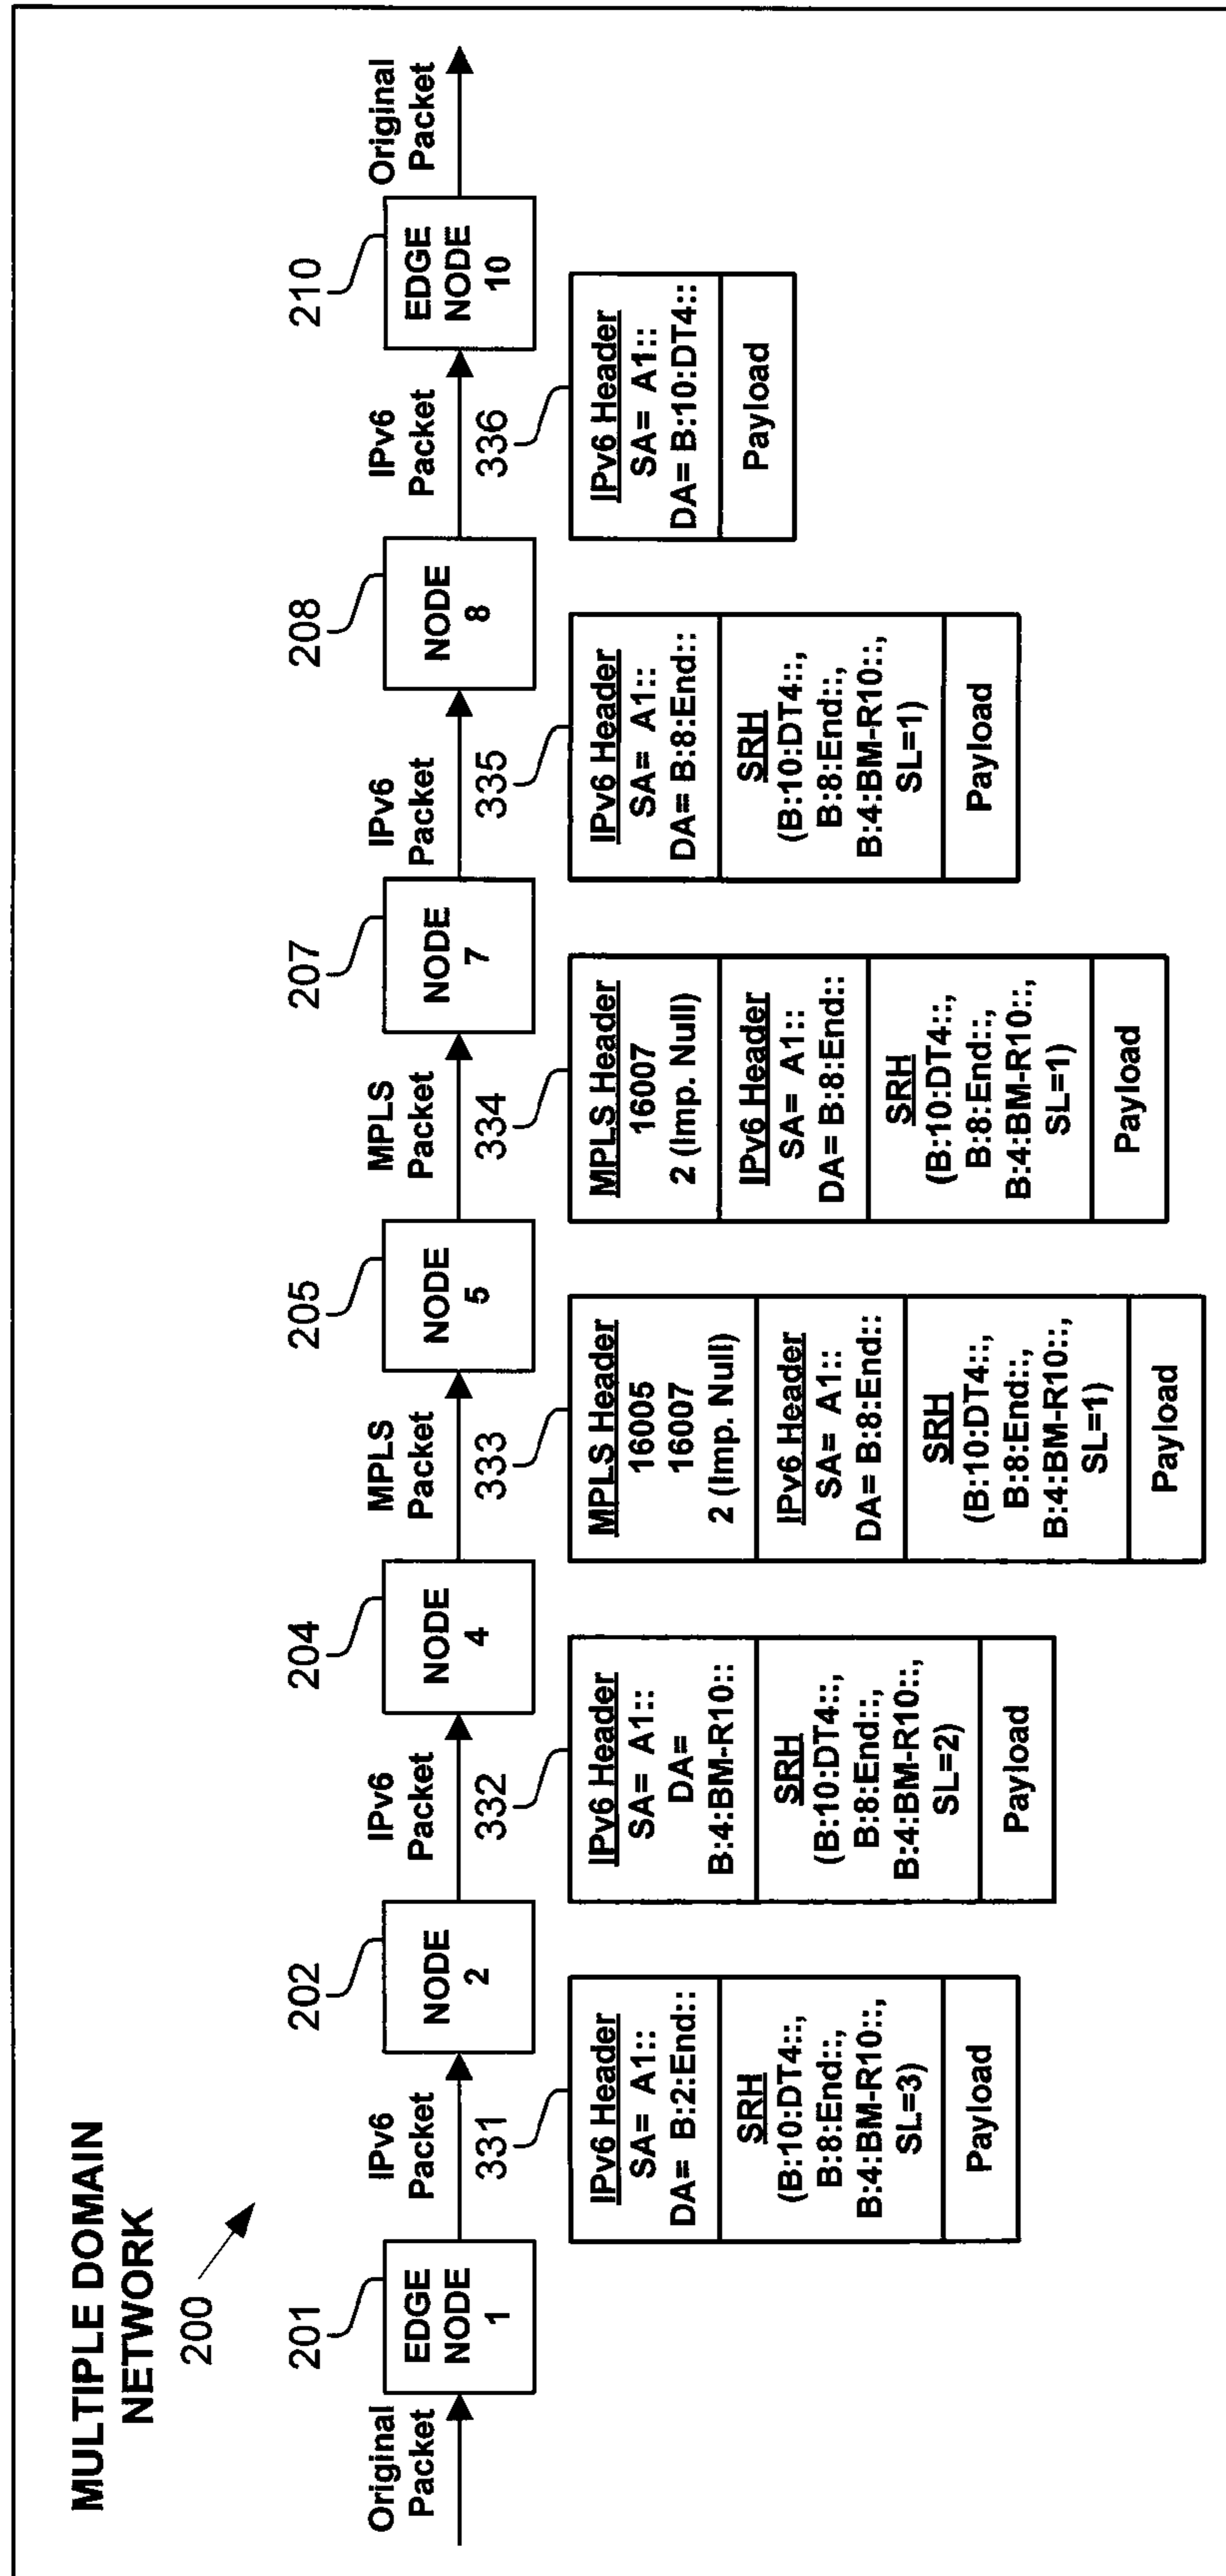 MULTIPLE DOMAIN
NETWORK
200
Original
Packet
201
EDGE
NODE
1
IPv6
Packet
331
IPv6 Header
SA= A1::
DA= B:2:End::
SRH
(B:10:DT4::,
B:8:End::,
B:4:BM-R10::,
SL=3)
Payload
202
NODE
2
IPv6
Packet
332
IPv6 Header
SA= A1::
DA=
B:4:BM-R10::
SRH
(B:10:DT4::,
B:8:End::,
B:4:BM-R10::,
SL=2)
Payload
204
NODE
4
MPLS
Packet
333
MPLS Header
16005
16007
2 (Imp. Null)
IPv6 Header
SA= A1::
DA= B:8:End::
SRH
(B:10:DT4::,
B:8:End::,
B:4:BM-R10::,
SL=1)
Payload
205
NODE
5
MPLS
Packet
334
MPLS Header
16007
2 (Imp. Null)
IPv6 Header
SA= A1::
DA= B:8:End::
SRH
(B:10:DT4::,
B:8:End::,
B:4:BM-R10::,
SL=1)
Payload
207
NODE
7
IPv6
Packet
335
IPv6 Header
SA= A1::
DA= B:8:End::
SRH
(B:10:DT4::,
B:8:End::,
B:4:BM-R10::,
SL=1)
Payload
208
NODE
8
IPv6
Packet
336
IPv6 Header
SA= A1::
DA= B:10:DT4::
Payload
210
EDGE
NODE
10
Original
Packet